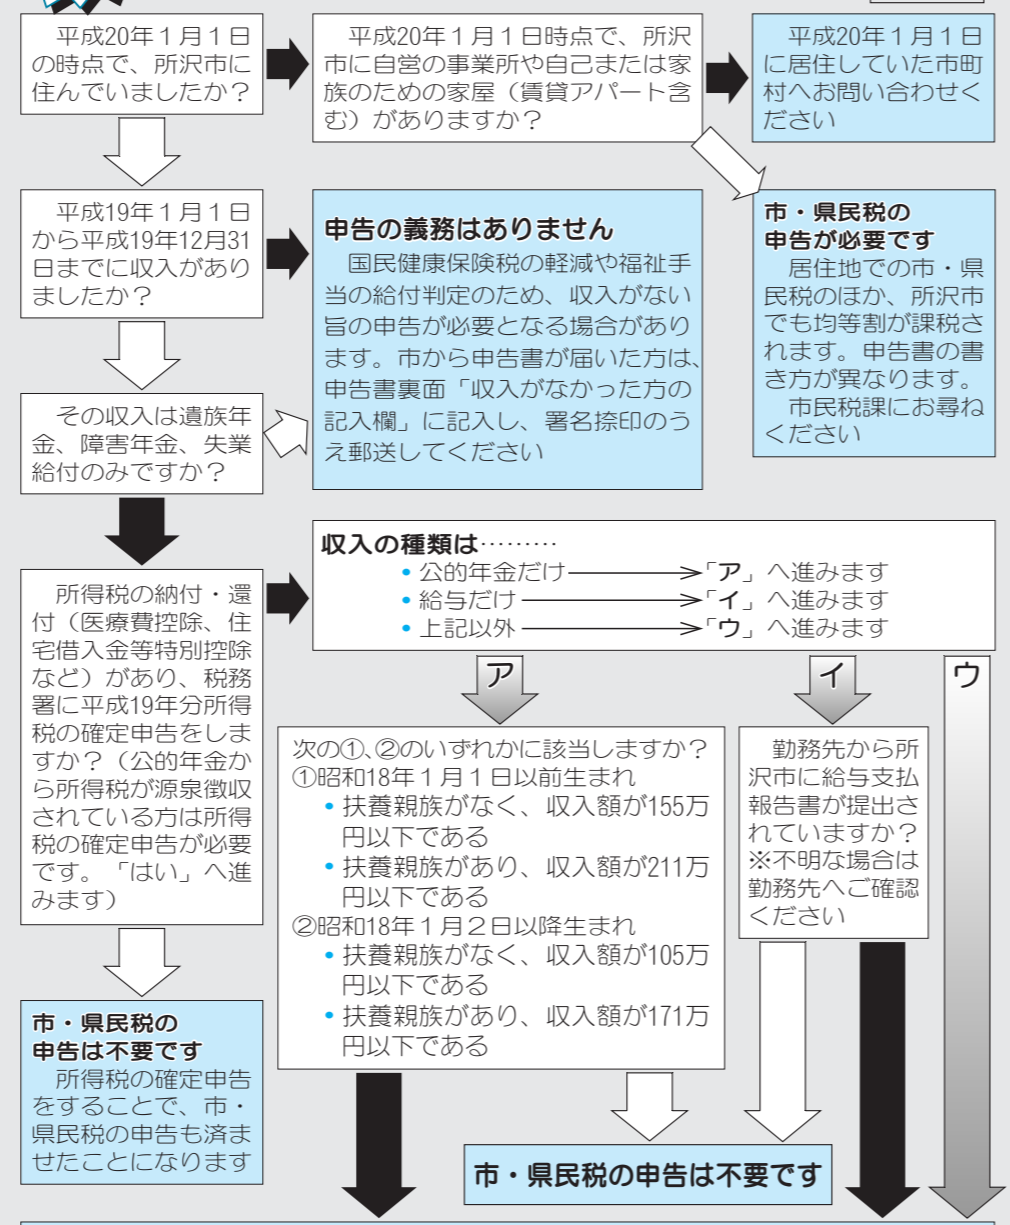 平成20年1月1日
の時点で、所沢市に
住んでいましたか？
平成20年1月1日時点で、所沢
市に自営の事業所や自己または家
族のための家屋（賃貸アパート含
む）がありますか？
平成20年1月1日
に居住していた市町
村へお問い合わせく
ださい
平成19年1月1日
から平成19年12月31
日までに収入があり
ましたか？
申告の義務はありません
国民健康保険税の軽減や福祉手
当の給付判定のため、収入がない
旨の申告が必要となる場合があり
ます。市から申告書が届いた方は、
申告書裏面「収入がなかった方の
記入欄」に記入し、署名捺印のう
え郵送してください
市・県民税の
申告が必要です
居住地での市・県
民税のほか、所沢市
でも均等割が課税さ
れます。申告書の書
き方が異なります。
市民税課にお尋ね
ください
その収入は遺族年
金、障害年金、失業
給付のみですか？
収入の種類は………
•公的年金だけ→「ア」へ進みます
•給与だけ→「イ」へ進みます
•上記以外→「ウ」へ進みます
所得税の納付・還
付（医療費控除、住
宅借入金等特別控除
など）があり、税務
署に平成19年分所得
税の確定申告をしま
すか？（公的年金か
ら所得税が源泉徴収
されている方は所得
税の確定申告が必要
です。「はい」へ進
みます）
ア
イ
ウ
次の①、②のいずれかに該当しますか？
①昭和18年1月1日以前生まれ
•扶養親族がなく、収入額が155万
円以下である
•扶養親族があり、収入額が211万
円以下である
②昭和18年1月2日以降生まれ
•扶養親族がなく、収入額が105万
円以下である
•扶養親族があり、収入額が171万
円以下である
勤務先から所
沢市に給与支払
報告書が提出さ
れていますか？
※不明な場合は
勤務先へご確認
ください
市・県民税の
申告は不要です
所得税の確定申告
をすることで、市・
県民税の申告も済ま
せたことになります
市・県民税の申告は不要です